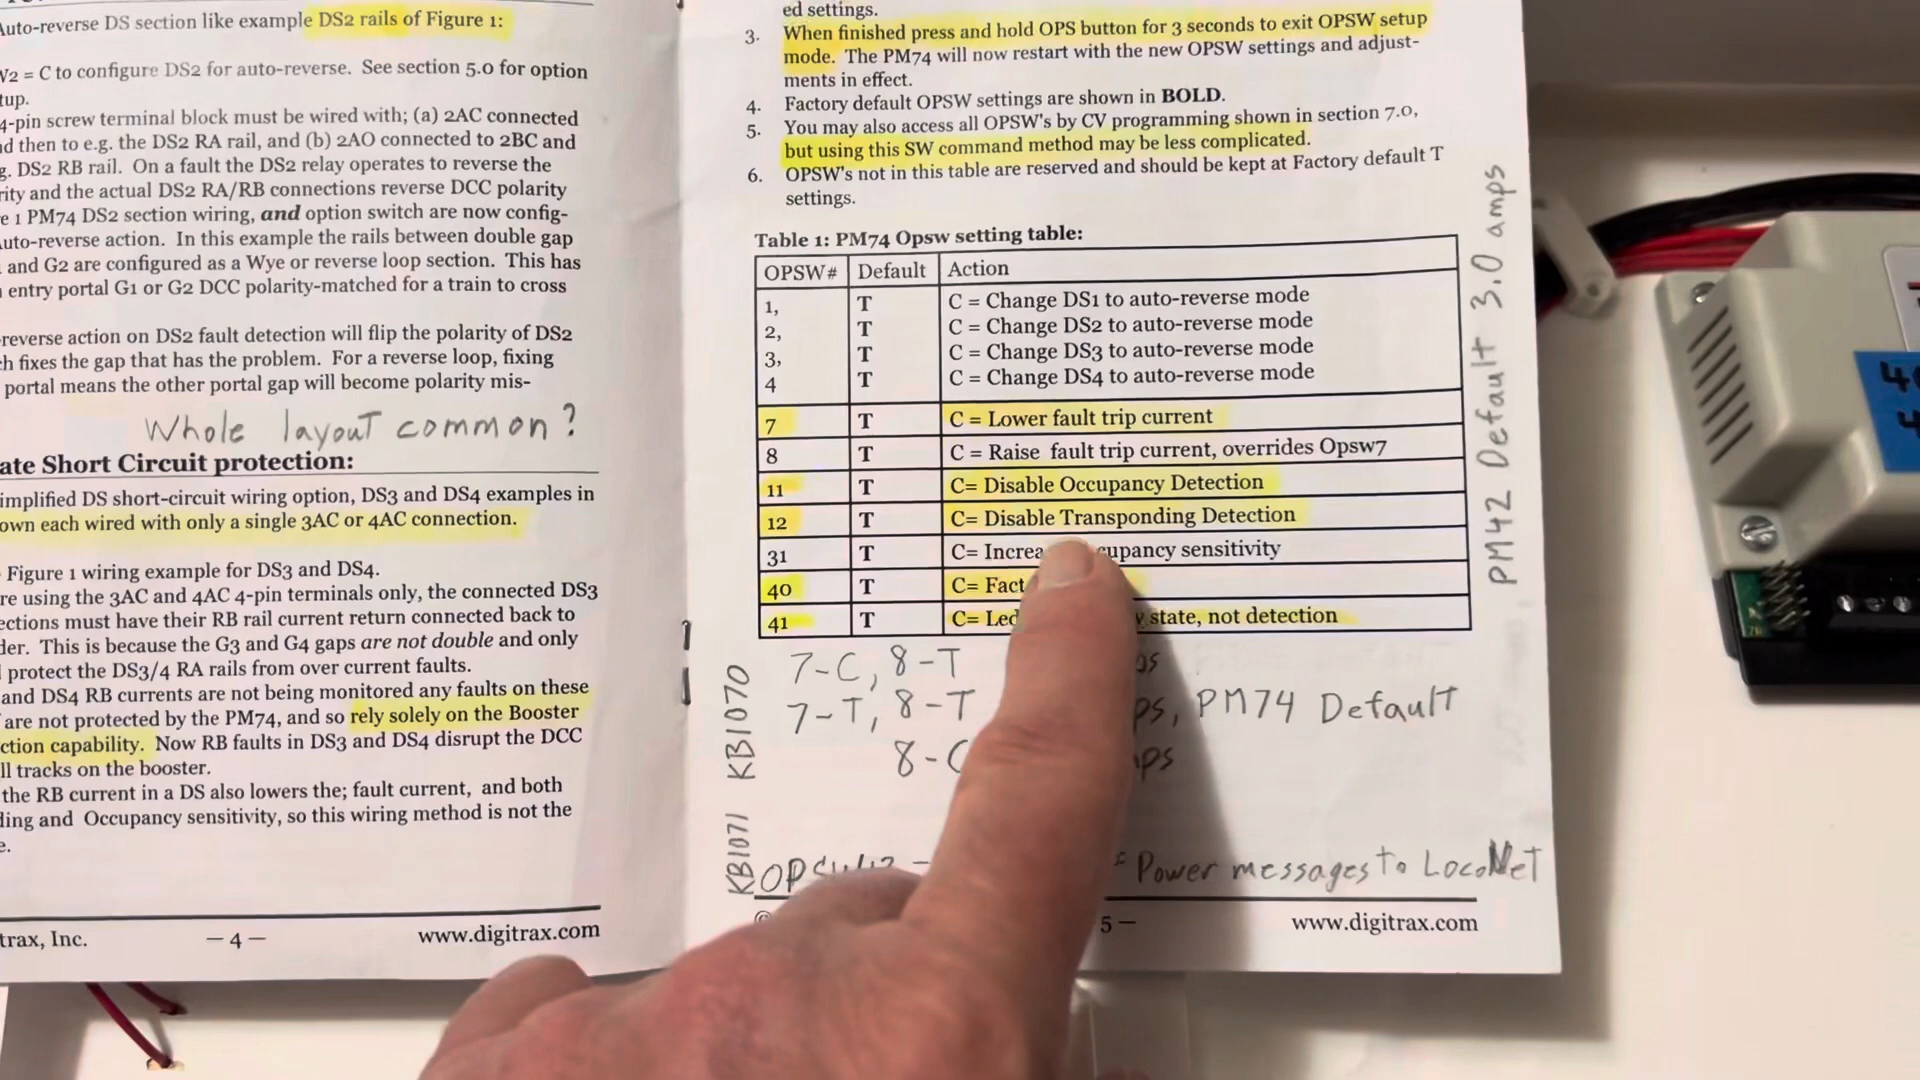 Auto-reverse DS section like example DS2 rails of Figure 1:
= C to configure DS2 for auto-reverse. See section 5.0 for option
tup.
4-pin screw terminal block must be wired with; (a) 2AC connected
d then to e.g. the DS2 RA rail, and (b) 2AO connected to 2BC and
g. DS2 RB rail. On a fault the DS2 relay operates to reverse the
rity and the actual DS2 RA/RB connections reverse DCC polarity
e 1 PM74 DS2 section wiring, and option switch are now config-
uto-reverse action. In this example the rails between double gap
and G2 are configured as a Wye or reverse loop section. This has
entry portal G1 or G2 DCC polarity-matched for a train to cross
reverse action on DS2 fault detection will flip the polarity of DS2
h fixes the gap that has the problem. For a reverse loop, fixing
portal means the other portal gap will become polarity mis-
Whole layout common?
ate Short Circuit protection:
implified DS short-circuit wiring option, DS3 and DS4 examples in
own each wired with only a single 3AC or 4AC connection.
Figure 1 wiring example for DS3 and DS4.
re using the 3AC and 4AC 4-pin terminals only, the connected DS3
ections must have their RB rail current return connected back to
der. This is because the G3 and G4 gaps are not double and only
protect the DS3/4 RA rails from over current faults.
and DS4 RB currents are not being monitored any faults on these
are not protected by the PM74, and so rely solely on the Booster
ction capability. Now RB faults in DS3 and DS4 disrupt the DCC
ll tracks on the booster.
the RB current in a DS also lowers the; fault current, and both
ding and Occupancy sensitivity, so this wiring method is not the
e.
trax, Inc. — 4 — www.digitrax.com
ed settings.
3. When finished press and hold OPS button for 3 seconds to exit OPSW setup
mode. The PM74 will now restart with the new OPSW settings and adjust-
ments in effect.
4. Factory default OPSW settings are shown in BOLD.
5. You may also access all OPSW's by CV programming shown in section 7.0,
but using this SW command method may be less complicated.
6. OPSW's not in this table are reserved and should be kept at Factory default T
settings.
Table 1: PM74 Opsw setting table:
OPSW# Default Action
1, T C = Change DS1 to auto-reverse mode
2, T C = Change DS2 to auto-reverse mode
3, T C = Change DS3 to auto-reverse mode
4 T C = Change DS4 to auto-reverse mode
7 T C = Lower fault trip current
8 T C = Raise fault trip current, overrides Opsw7
11 T C= Disable Occupancy Detection
12 T C= Disable Transponding Detection
31 T C= Increa cupancy sensitivity
40 T C= Fact
41 T C= Led state, not detection
7-C, 8-T ps
7-T, 8-T ps, PM74 Default
8-C ps
= Power messages to LocoNet
5 — www.digitrax.com
KB1071 KB1070
PM42 Default 3.0 amps